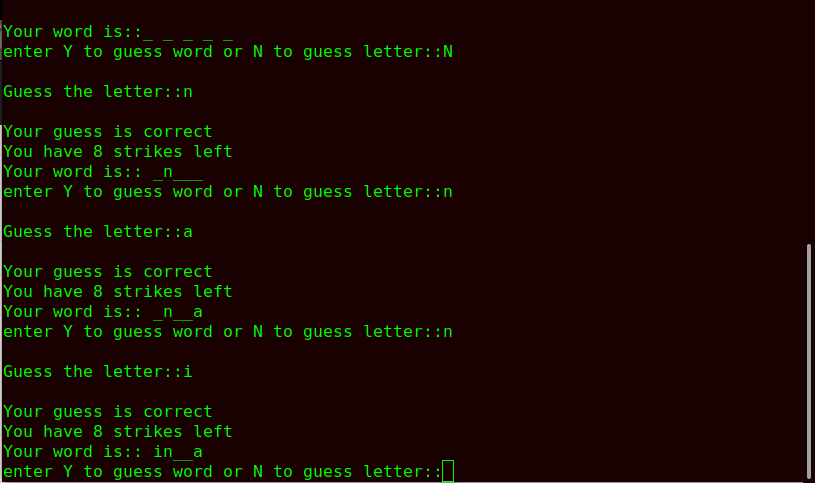 Your word is::_ _ _ _ _
enter Y to guess word or N to guess letter::N
Guess the letter::n
Your guess is correct
You have 8 strikes left
Your word is:: _n___
enter Y to guess word or N to guess letter::n
Guess the letter::a
Your guess is correct
You have 8 strikes left
Your word is:: _n__a
enter Y to guess word or N to guess letter::n
Guess the letter::i
Your guess is correct
You have 8 strikes left
Your word is:: in__a
enter Y to guess word or N to guess letter::